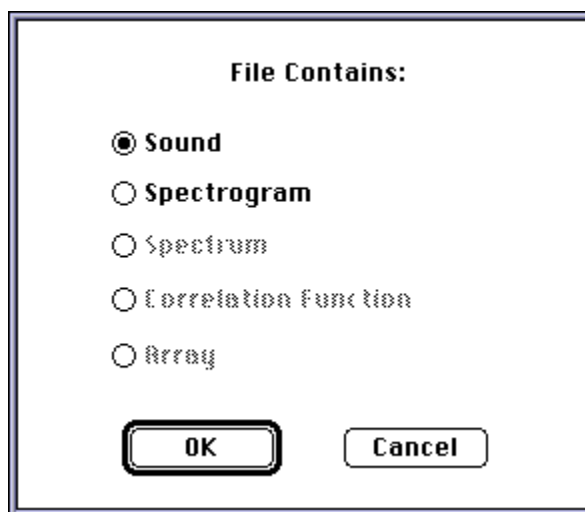 File Contains:
Sound
Spectrogram
Spectrum
Correlation Function
Array
OK Cancel